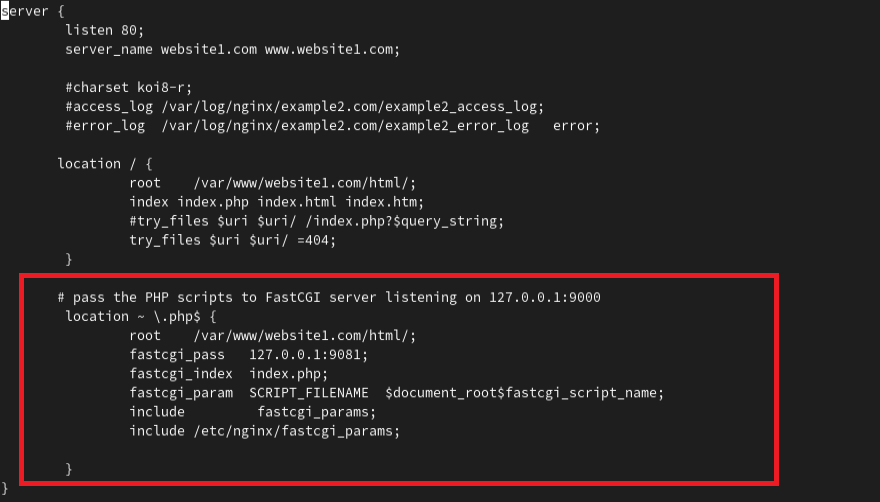 server {
listen 80;
server_name website1.com www.website1.com;
#charset koi8-r;
#access_log /var/log/nginx/example2.com/example2_access_log;
#error_log /var/log/nginx/example2.com/example2_error_log error;
location / {
root /var/www/website1.com/html/;
index index.php index.html index.htm;
#try_files $uri $uri/ /index.php?$query_string;
try_files $uri $uri/ =404;
}
# pass the PHP scripts to FastCGI server listening on 127.0.0.1:9000
location ~ \.php$ {
root /var/www/website1.com/html/;
fastcgi_pass 127.0.0.1:9081;
fastcgi_index index.php;
fastcgi_param SCRIPT_FILENAME $document_root$fastcgi_script_name;
include fastcgi_params;
include /etc/nginx/fastcgi_params;
}
}